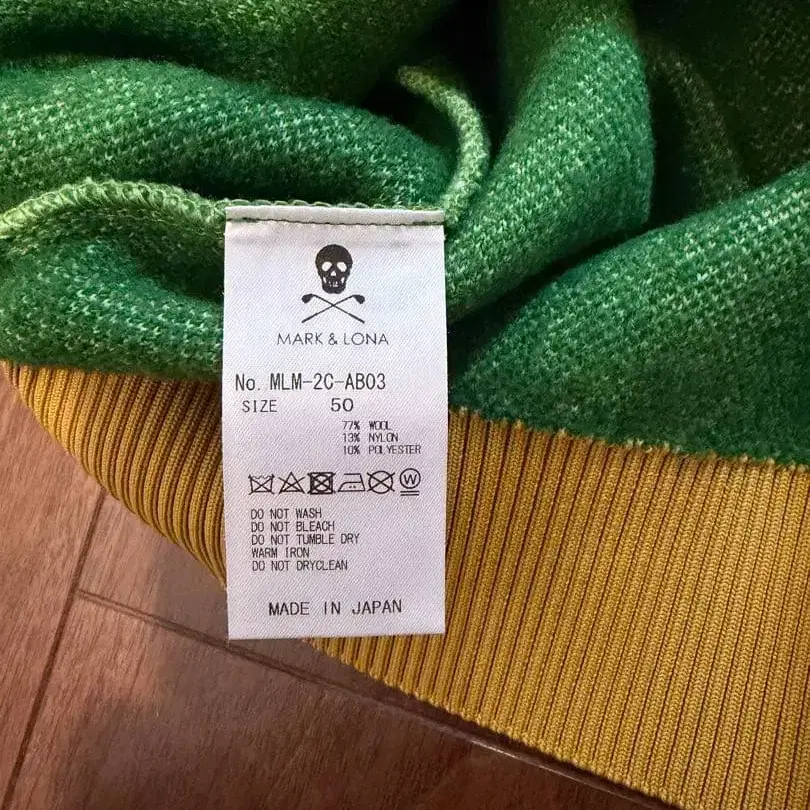 MARK & LONA
No. MLM-2C-AB03
SIZE 50
77% WOOL
13% NYLON
10% POLYESTER
W
DO NOT WASH
DO NOT BLEACH
DO NOT TUMBLE DRY
WARM IRON
DO NOT DRYCLEAN
MADE IN JAPAN